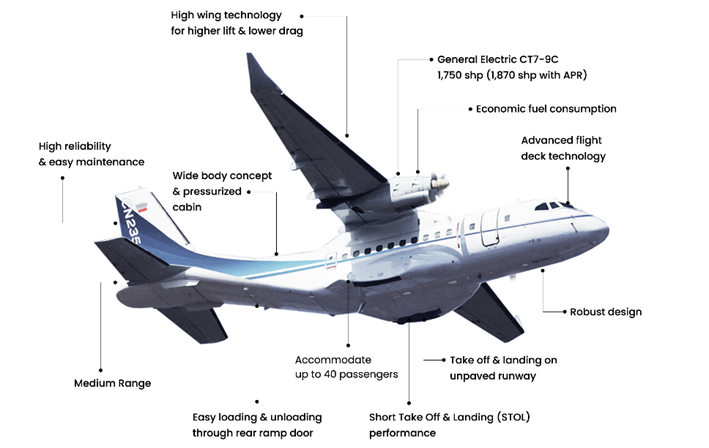 High wing technology
for higher lift & lower drag
General Electric CT7-9C
1,750 shp (1,870 shp with APR)
Economic fuel consumption
Advanced flight
deck technology
High reliability
& easy maintenance
Wide body concept
& pressurized
cabin
CN235
Robust design
Accommodate
up to 40 passengers
Take off & landing on
unpaved runway
Medium Range
Easy loading & unloading
through rear ramp door
Short Take Off & Landing (STOL)
performance